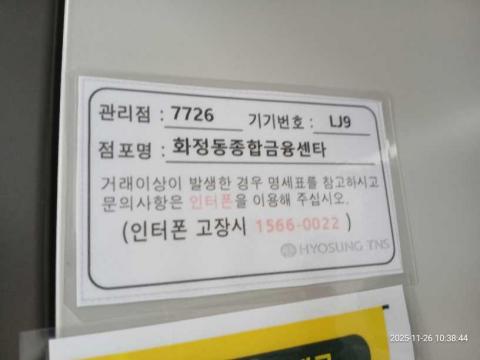 관리점 : 7726 기기번호 : LJ9
점포명 : 화정동종합금융센타
거래이상이 발생한 경우 명세표를 참고하시고
문의사항은 인터폰을 이용해 주십시오.
(인터폰 고장시 1566-0022 )
HYOSUNG TNS
2025-11-26 10:38:44